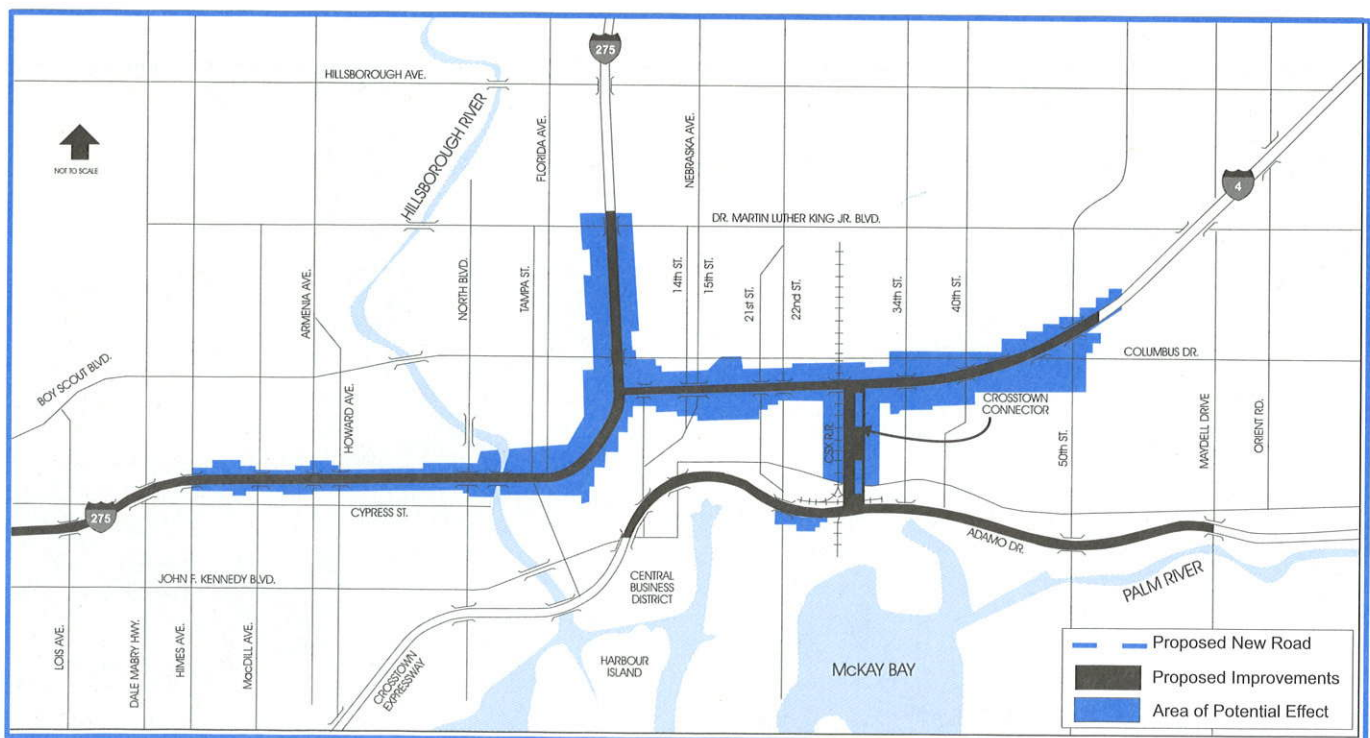 275
HILLSBOROUGH AVE.
HILLSBOROUGH RIVER
FLORIDA AVE.
NEBRASKA AVE.
4
NOT TO SCALE
DR. MARTIN LUTHER KING JR. BLVD.
ARMENIA AVE.
NORTH BLVD.
TAMPA ST.
14th ST.
15th ST.
21st ST.
22nd ST.
34th ST.
40th ST.
BOY SCOUT BLVD.
COLUMBUS DR.
HOWARD AVE.
CROSSTOWN
CONNECTOR
CSX R.R.
50th ST.
MAYDELL DRIVE
ORIENT RD.
275
CYPRESS ST.
ADAMO DR.
JOHN F. KENNEDY BLVD.
CENTRAL
BUSINESS
DISTRICT
PALM RIVER
LOIS AVE.
DALE MABRY HWY.
HIMES AVE.
MacDILL AVE.
CROSSTOWN
EXPRESSWAY
HARBOUR
ISLAND
McKAY BAY
Proposed New Road
Proposed Improvements
Area of Potential Effect